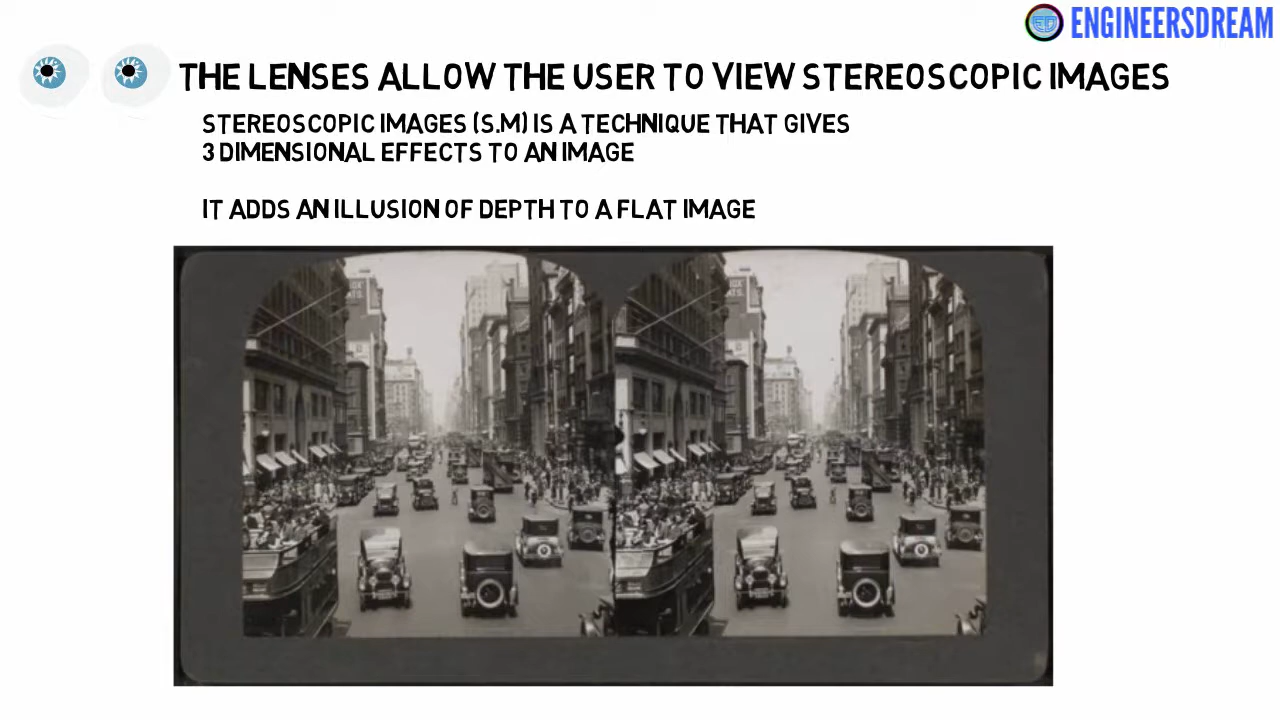 ENGINEERSDREAM
THE LENSES ALLOW THE USER TO VIEW STEREOSCOPIC IMAGES
STEREOSCOPIC IMAGES (S.M) IS A TECHNIQUE THAT GIVES
3 DIMENSIONAL EFFECTS TO AN IMAGE
IT ADDS AN ILLUSION OF DEPTH TO A FLAT IMAGE